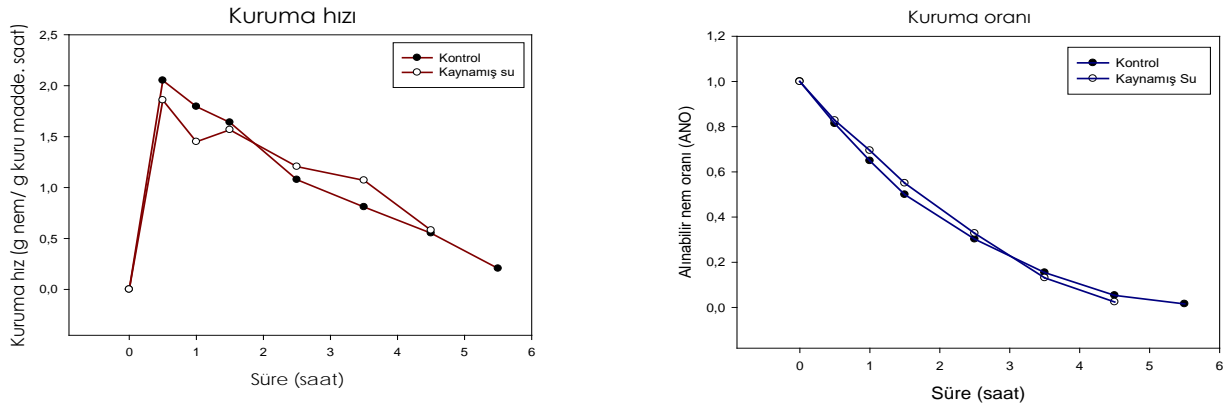 Kuruma hızı
Kuruma hız (g nem/ g kuru madde. saat)
2,5
2,0
1,5
1,0
0,5
0,0
Kontrol
Kaynamış su
0 1 2 3 4 5 6
Süre (saat)
Kuruma oranı
Alınabilir nem oranı (ANO)
1,2
1,0
0,8
0,6
0,4
0,2
0,0
Kontrol
Kaynamış Su
0 1 2 3 4 5 6
Süre (saat)